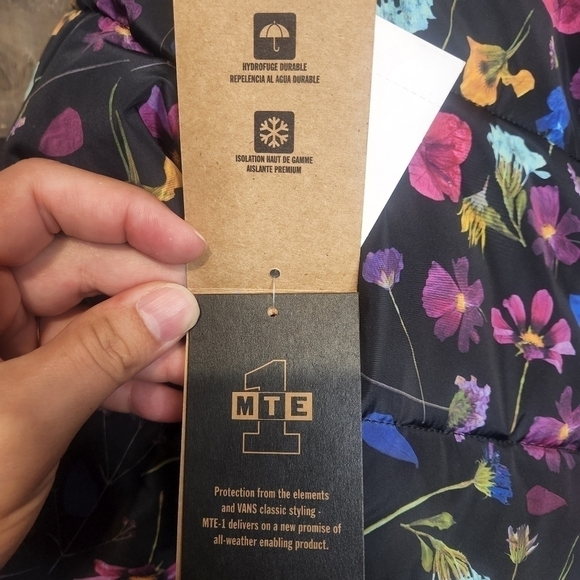 HYDROFUGE DURABLE
REPELENCIA AL AGUA DURABLE
ISOLATION HAUT DE GAMME
AISLANTE PREMIUM
1
MTE
Protection from the elements
and VANS classic styling -
MTE-1 delivers on a new promise of
all-weather enabling product.